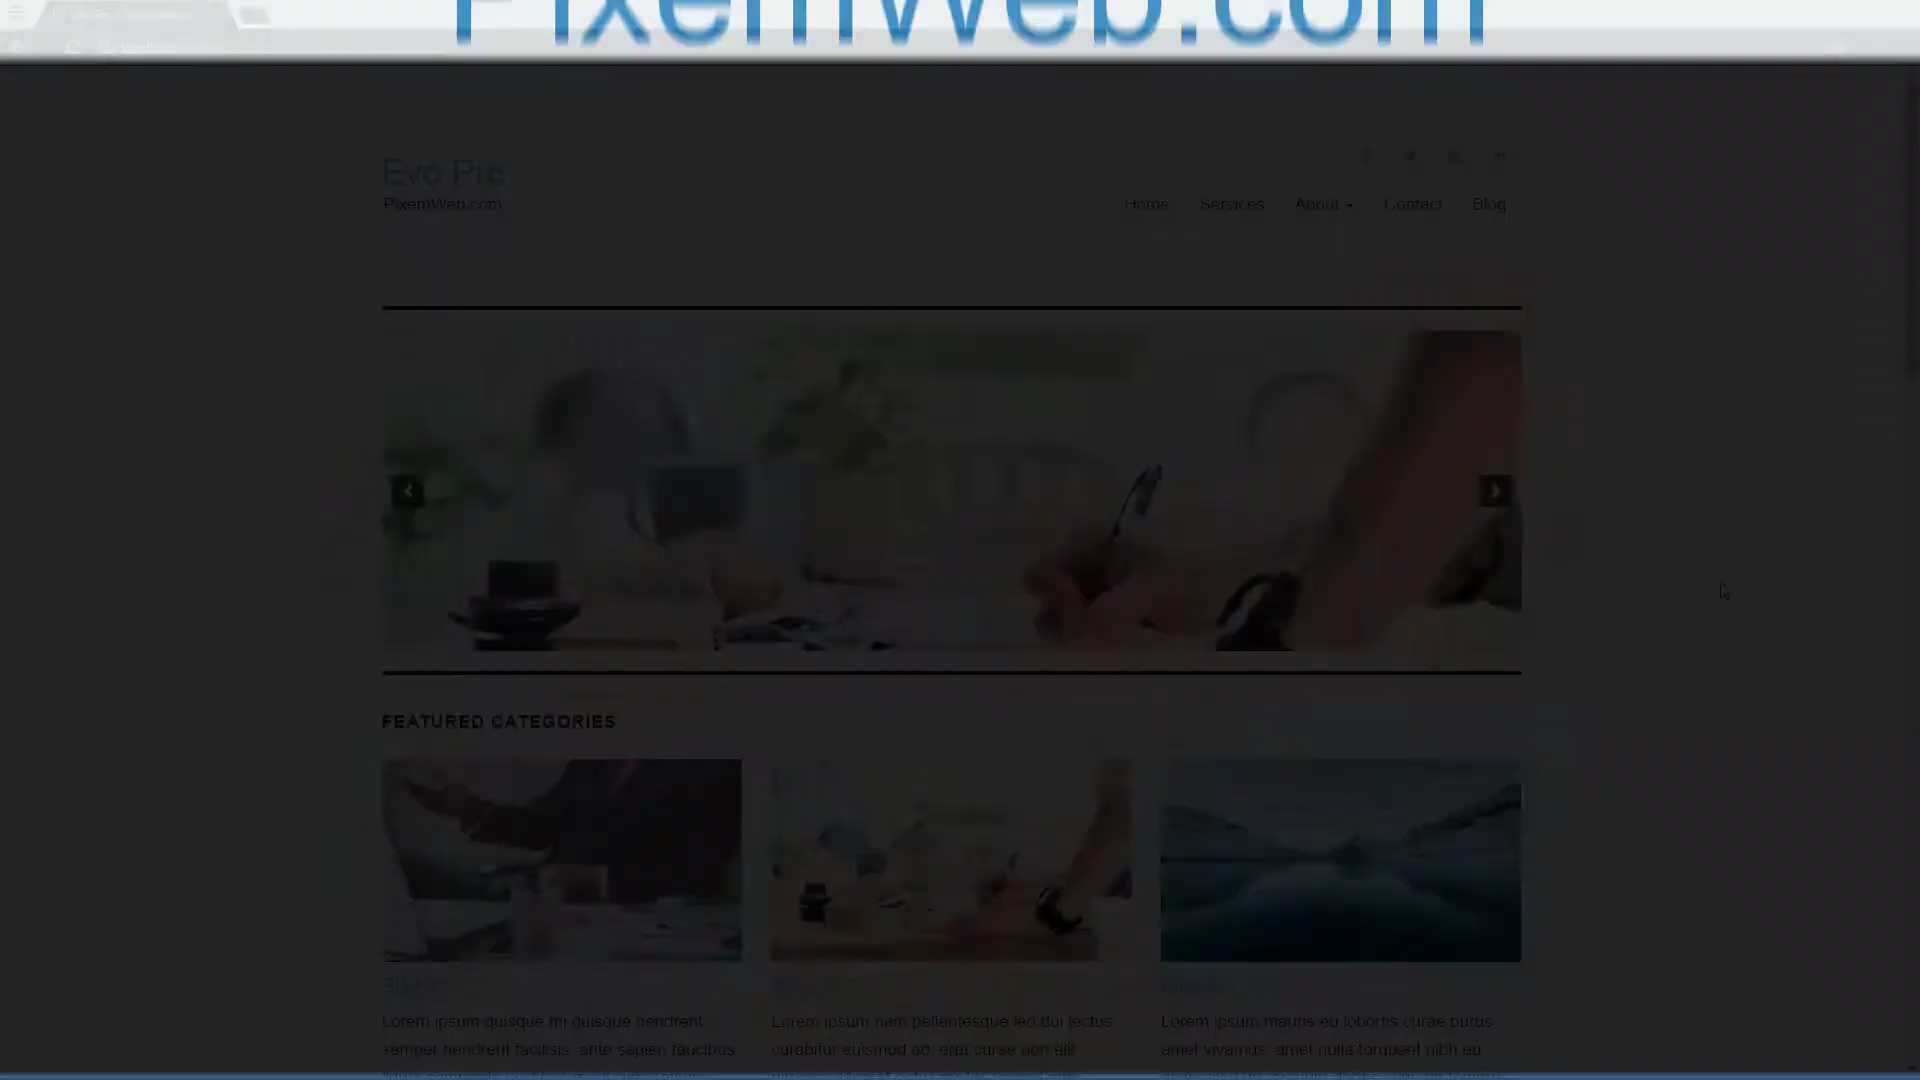 PixemWeb.com
Evo Pro
PixemWeb.com
Home Services About Contact Blog
FEATURED CATEGORIES
Lorem ipsum quisque mi quisque hendrerit
Lorem ipsum nam pellentesque leo dui lectus
Lorem ipsum mauris eu lobortis curae purus
semper hendrerit facilisis, ante sapien faucibus
curabitur euismod ad, erat curae non elit
amet vivamus, amet nulla torquent nibh eu